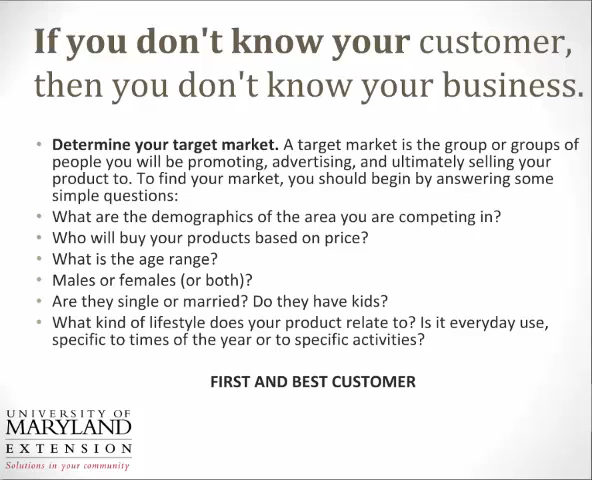 If you don't know your customer,
then you don't know your business.
• Determine your target market. A target market is the group or groups of
people you will be promoting, advertising, and ultimately selling your
product to. To find your market, you should begin by answering some
simple questions:
• What are the demographics of the area you are competing in?
• Who will buy your products based on price?
• What is the age range?
• Males or females (or both)?
• Are they single or married? Do they have kids?
• What kind of lifestyle does your product relate to? Is it everyday use,
specific to times of the year or to specific activities?
FIRST AND BEST CUSTOMER
UNIVERSITY OF
MARYLAND
EXTENSION
Solutions in your community